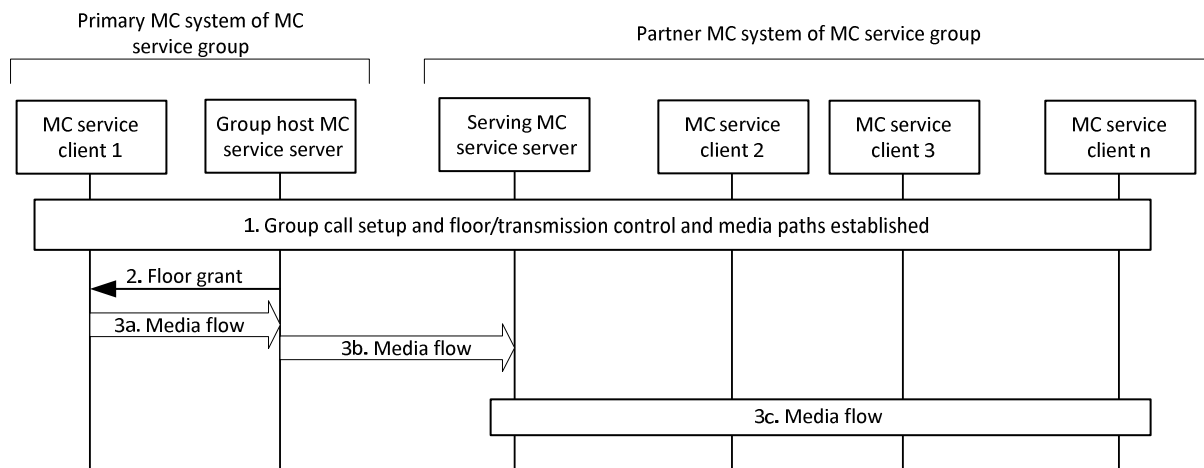 Primary MC system of MC
service group
Partner MC system of MC service group
MC service
client 1
Group host MC
service server
Serving MC
service server
MC service
client 2
MC service
client 3
MC service
client n
1. Group call setup and floor/transmission control and media paths established
2. Floor grant
3a. Media flow
3b. Media flow
3c. Media flow